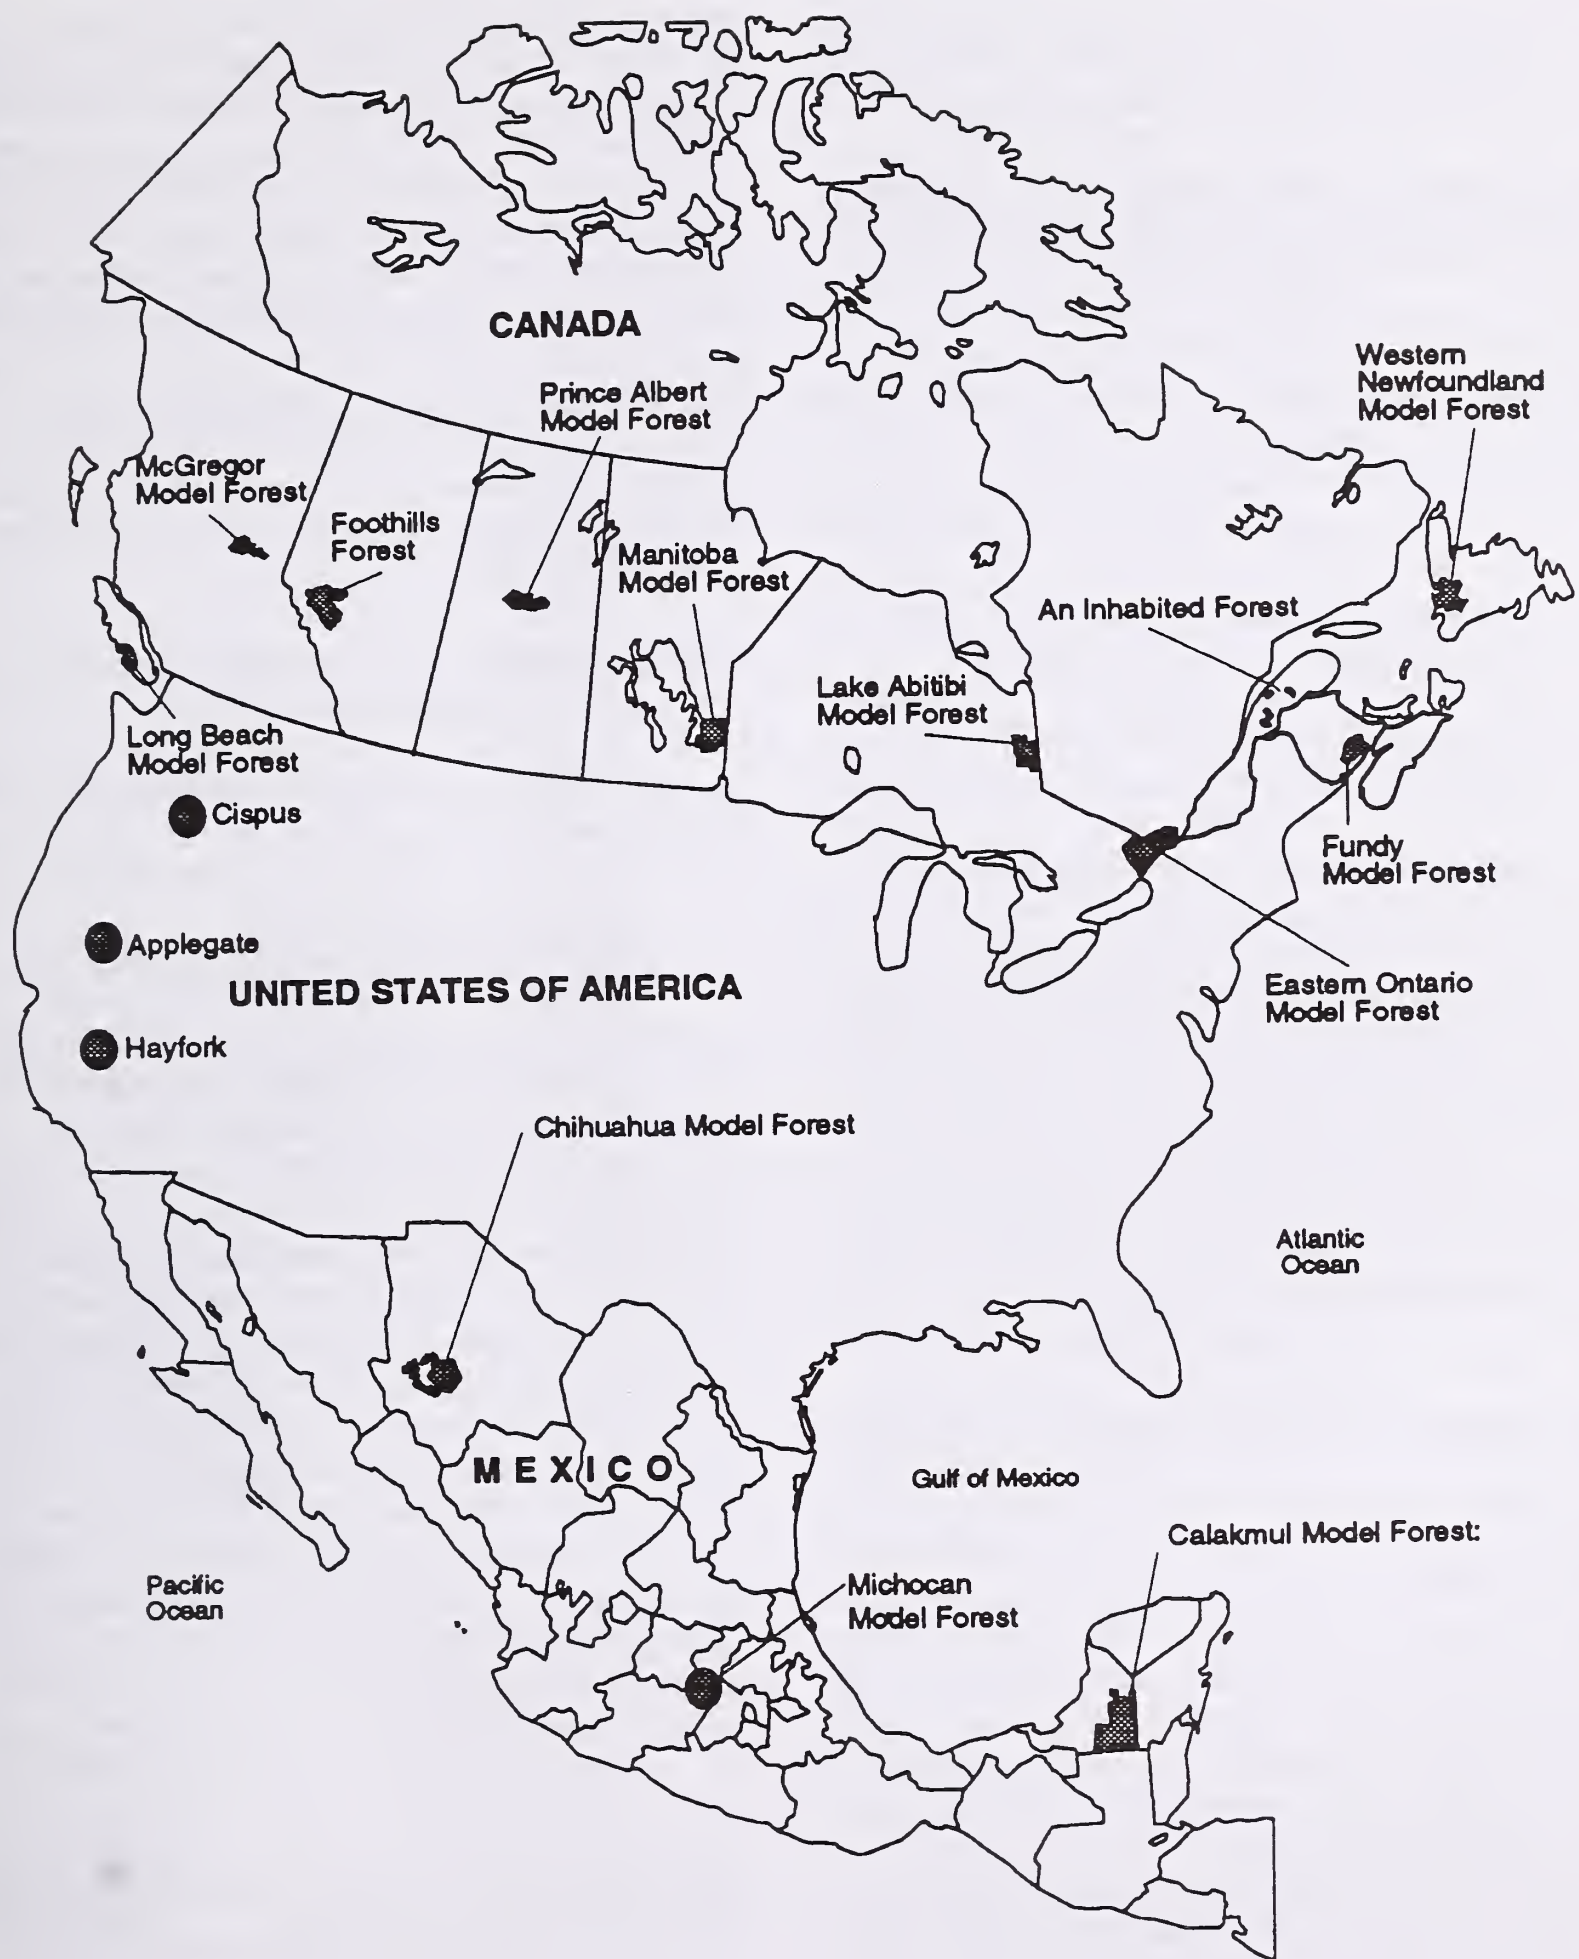 CANADA
Western
Newfoundland
Model Forest
Prince Albert
Model Forest
McGregor
Model Forest
Foothills
Forest
Manitoba
Model Forest
An Inhabited Forest
Lake Abitibi
Model Forest
Long Beach
Model Forest
Cispus
Fundy
Model Forest
Applegate
UNITED STATES OF AMERICA
Eastern Ontario
Model Forest
Hayfork
Chihuahua Model Forest
Atlantic
Ocean
MEXICO
Gulf of Mexico
Calakmul Model Forest:
Pacific
Ocean
Michocan
Model Forest